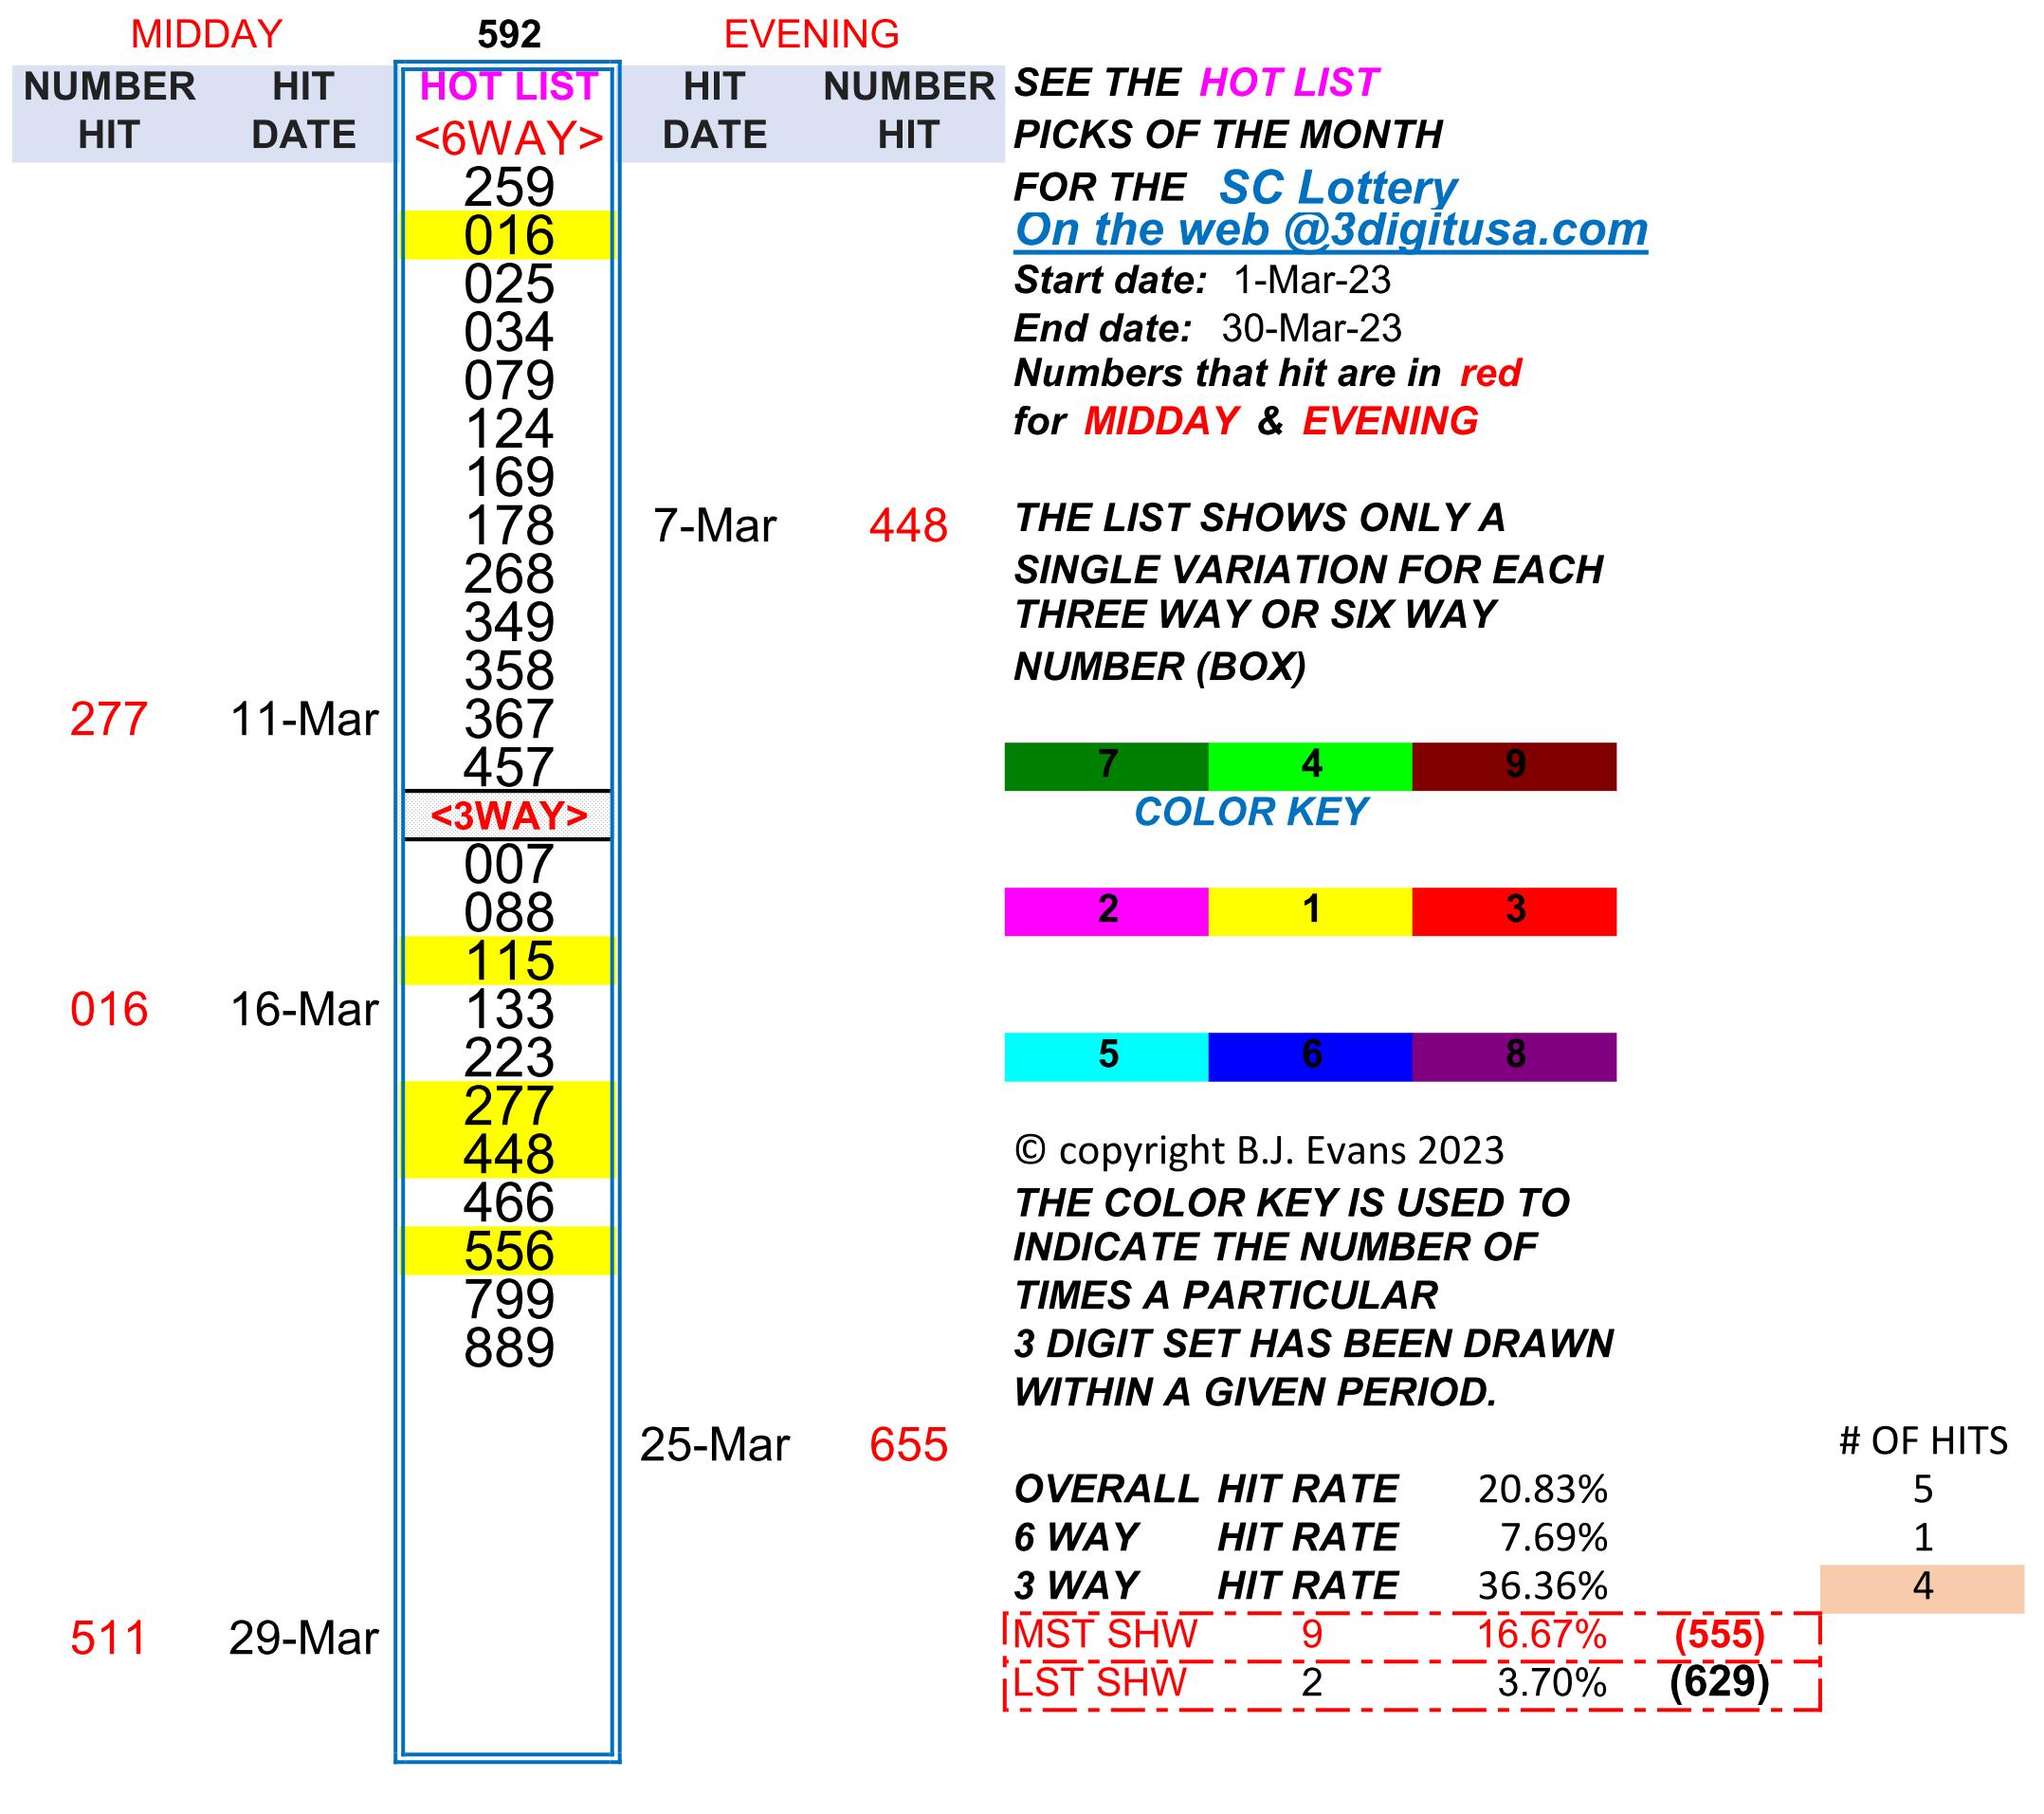 MIDDAY 592 EVENING
NUMBER HIT HOT LIST HIT NUMBER SEE THE HOT LIST
HIT DATE <6WAY> DATE HIT PICKS OF THE MONTH
259 FOR THE SC Lottery
016 On the web @3digitusa.com
025 Start date: 1-Mar-23
034 End date: 30-Mar-23
079 Numbers that hit are in red
124 for MIDDAY & EVENING
169
178 7-Mar 448 THE LIST SHOWS ONLY A
268 SINGLE VARIATION FOR EACH
349 THREE WAY OR SIX WAY
358 NUMBER (BOX)
277 11-Mar 367
457 7 4 9
<3WAY> COLOR KEY
007
088 2 1 3
115
016 16-Mar 133
223 5 6 8
277
448 © copyright B.J. Evans 2023
466 THE COLOR KEY IS USED TO
556 INDICATE THE NUMBER OF
799 TIMES A PARTICULAR
889 3 DIGIT SET HAS BEEN DRAWN
WITHIN A GIVEN PERIOD.
25-Mar 655 # OF HITS
OVERALL HIT RATE 20.83% 5
6 WAY HIT RATE 7.69% 1
3 WAY HIT RATE 36.36% 4
511 29-Mar MST SHW 9 16.67% (555)
LST SHW 2 3.70% (629)